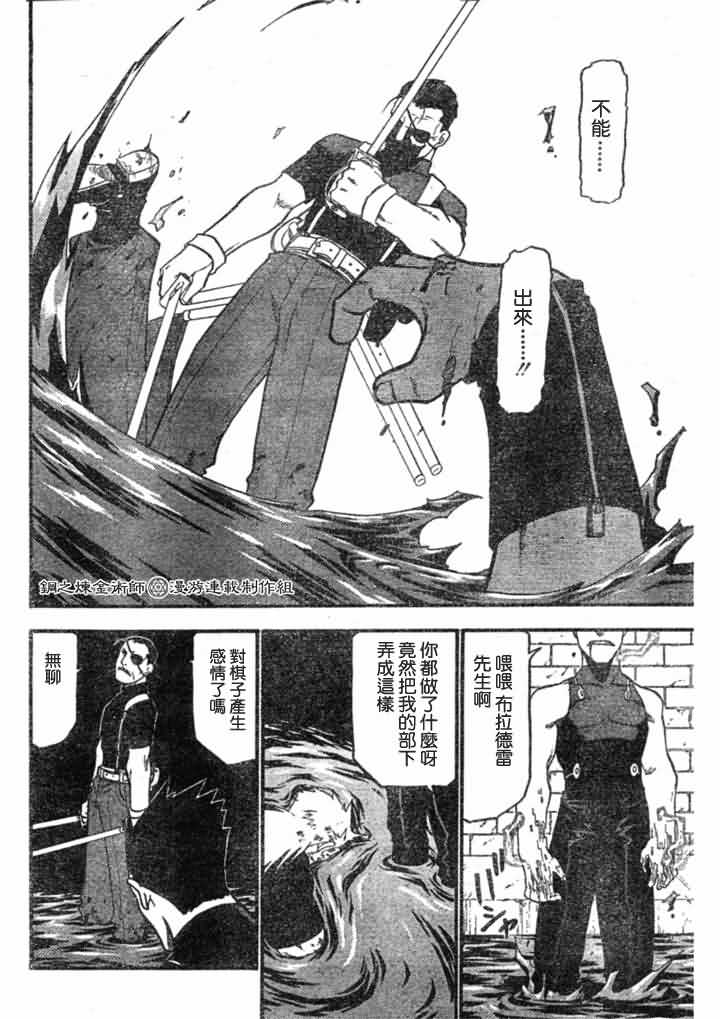 不能……
出來……!!
鋼之煉金術師 漫游連載制作組
喂喂 布拉德雷
先生啊
你都做了什麼呀
竟然把我的部下
弄成這樣
對棋子產生
感情了嗎
無聊